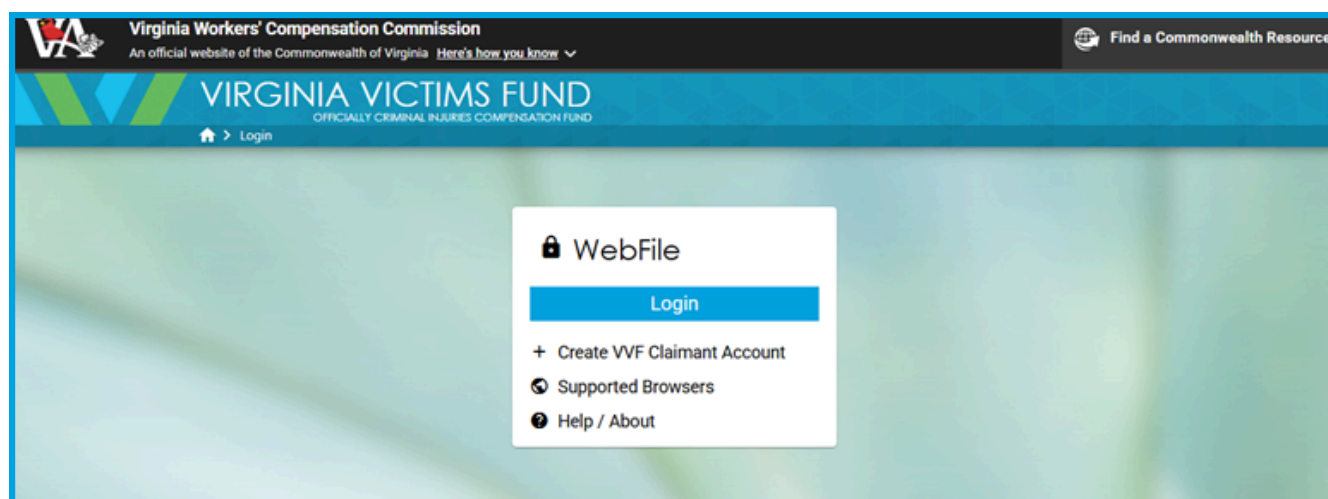 VA
Virginia Workers' Compensation Commission
An official website of the Commonwealth of Virginia Here's how you know
Find a Commonwealth Resource
VIRGINIA VICTIMS FUND
OFFICIALLY CRIMINAL INJURIES COMPENSATION FUND
> Login
WebFile
Login
+ Create VVF Claimant Account
Supported Browsers
Help / About